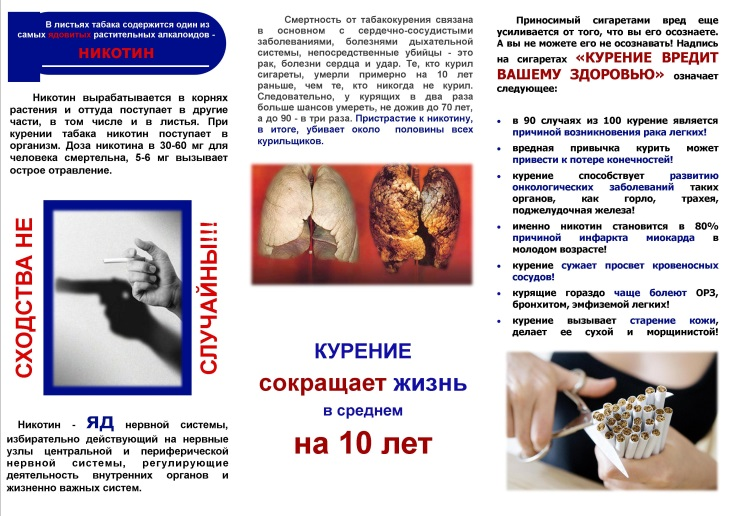 В листьях табака содержится один из
самых ядовитых растительных алкалоидов -
НИКОТИН
Никотин вырабатывается в корнях
растения и оттуда поступает в другие
части, в том числе и в листья. При
курении табака никотин поступает в
организм. Доза никотина в 30-60 мг для
человека смертельна, 5-6 мг вызывает
острое отравление.
СХОДСТВА НЕ
СЛУЧАЙНЫ!!!
Никотин - ЯД нервной системы,
избирательно действующий на нервные
узлы центральной и периферической
нервной системы, регулирующие
деятельность внутренних органов и
жизненно важных систем.
Смертность от табакокурения связана
в основном с сердечно-сосудистыми
заболеваниями, болезнями дыхательной
системы, непосредственные убийцы - это
рак, болезни сердца и удар. Те, кто курил
сигареты, умерли примерно на 10 лет
раньше, чем те, кто никогда не курил.
Следовательно, у курящих в два раза
больше шансов умереть, не дожив до 70 лет,
а до 90 - в три раза. Пристрастие к никотину,
в итоге, убивает около половины всех
курильщиков.
КУРЕНИЕ
сокращает жизнь
в среднем
на 10 лет
Приносимый сигаретами вред еще
усиливается от того, что вы его осознаете.
А вы не можете его не осознавать! Надпись
на сигаретах «КУРЕНИЕ ВРЕДИТ
ВАШЕМУ ЗДОРОВЬЮ» означает
следующее:
• в 90 случаях из 100 курение является
причиной возникновения рака легких!
• вредная привычка курить может
привести к потере конечностей!
• курение способствует развитию
онкологических заболеваний таких
органов, как горло, трахея,
поджелудочная железа!
• именно никотин становится в 80%
причиной инфаркта миокарда в
молодом возрасте!
• курение сужает просвет кровеносных
сосудов!
• курящие гораздо чаще болеют ОРЗ,
бронхитом, эмфиземой легких!
• курение вызывает старение кожи,
делает ее сухой и морщинистой!